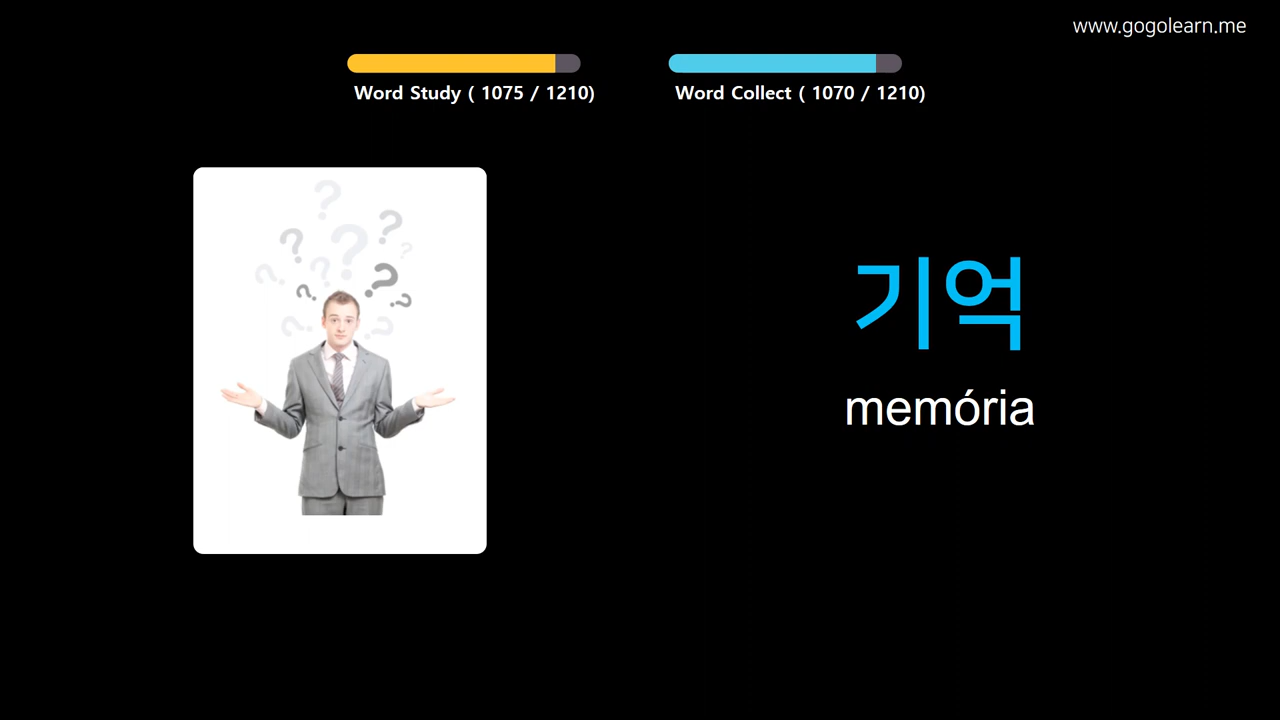 www.gogolearn.me
Word Study ( 1075 / 1210)
Word Collect ( 1070 / 1210)
? ? ? ? ? ? ? ? ? ? ? ?
기억
memória